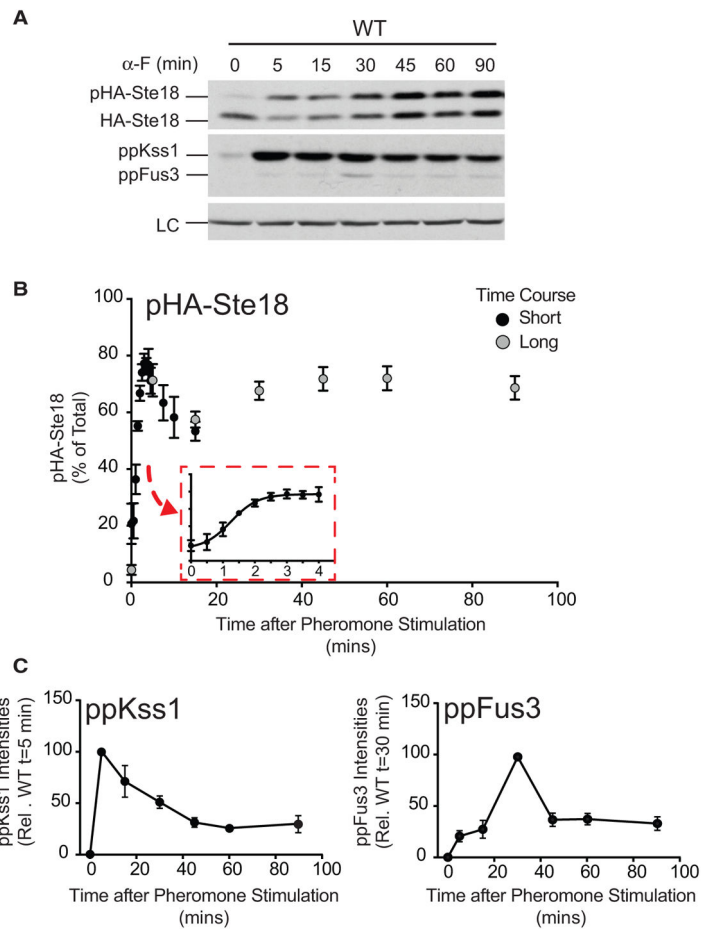 A
WT
α-F (min) 0 5 15 30 45 60 90
pHA-Ste18
HA-Ste18
ppKss1
ppFus3
LC
B
pHA-Ste18
Time Course
Short
Long
pHA-Ste18
(% of Total)
100
80
60
40
20
0
0 1 2 3 4
0 20 40 60 80 100
Time after Pheromone Stimulation
(mins)
C
ppKss1
ppKss1 Intensities
(Rel . WT t=5 min)
150
100
50
0
0 20 40 60 80 100
Time after Pheromone Stimulation
(mins)
ppFus3
ppFus3 Intensities
(Rel. WT t=30 min)
150
100
50
0
0 20 40 60 80 100
Time after Pheromone Stimulation
(mins)